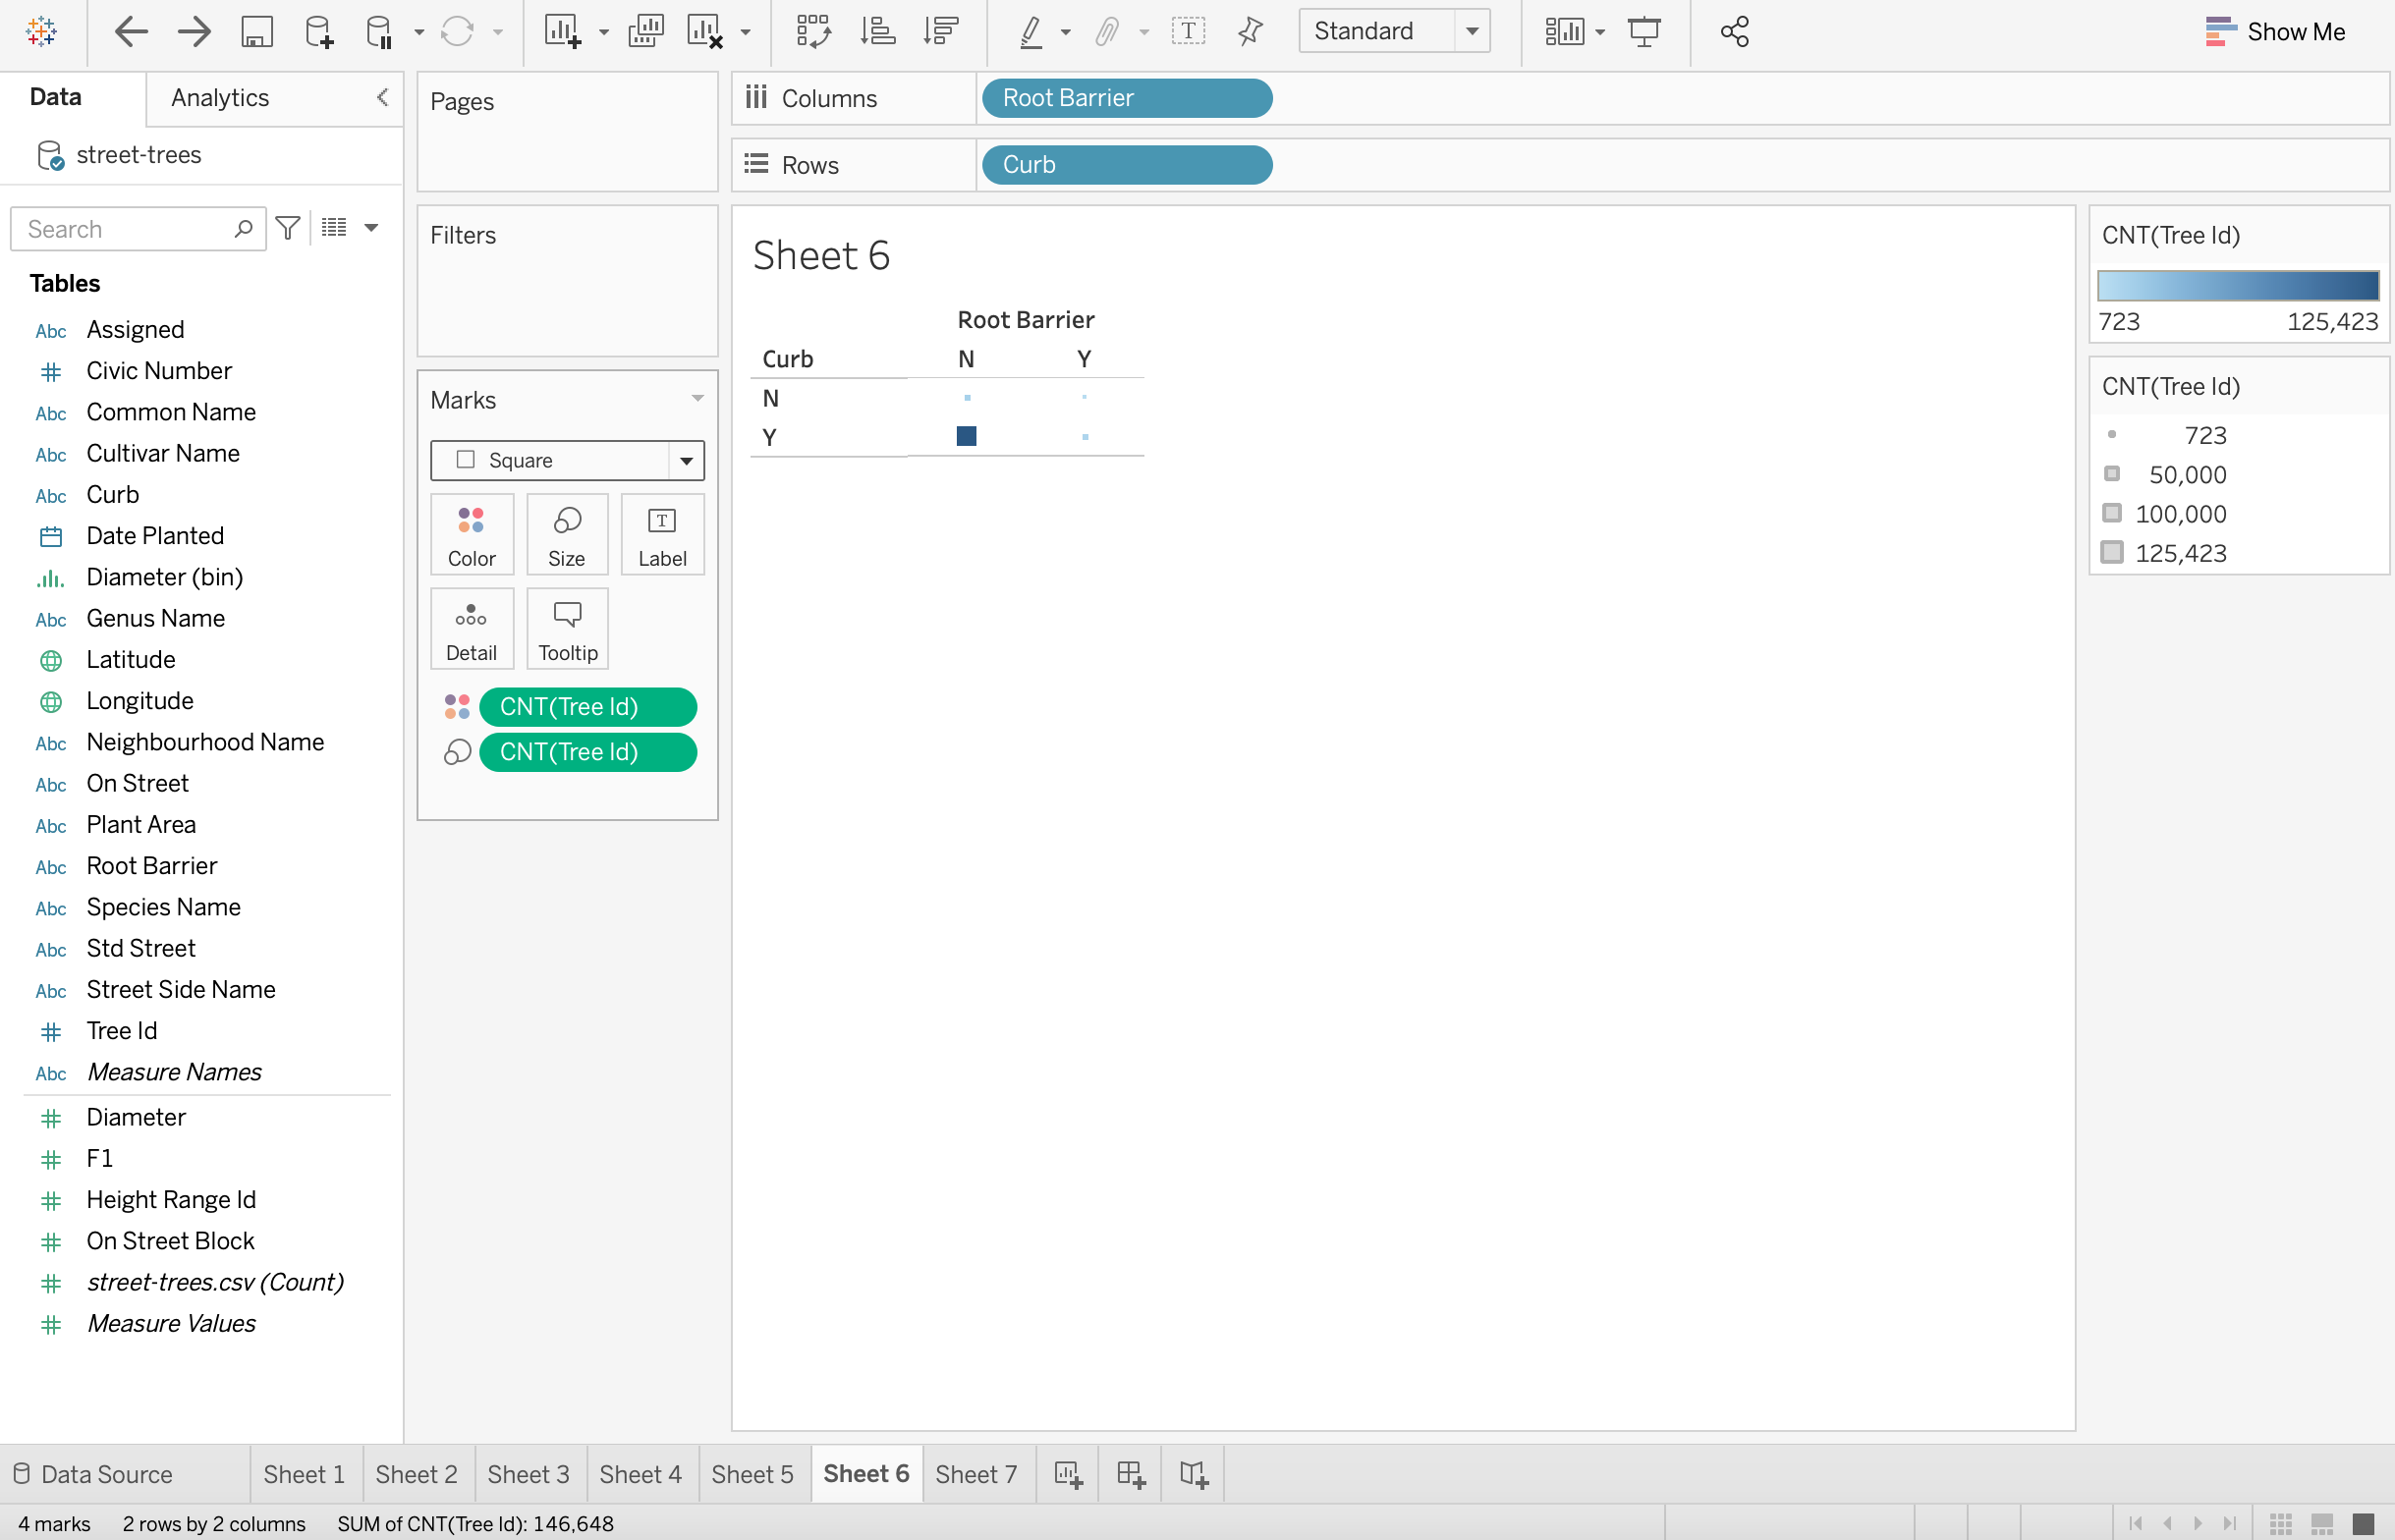 Standard
Show Me
Data
Analytics
street-trees
Search
Tables
Abc Assigned
Civic Number
Abc Common Name
Abc Cultivar Name
Abc Curb
Date Planted
Diameter (bin)
Abc Genus Name
Latitude
Longitude
Abc Neighbourhood Name
Abc On Street
Abc Plant Area
Abc Root Barrier
Abc Species Name
Abc Std Street
Abc Street Side Name
Tree Id
Abc Measure Names
Diameter
F1
Height Range Id
On Street Block
street-trees.csv (Count)
Measure Values
Pages
Filters
Marks
Square
Color Size Label
Detail Tooltip
CNT(Tree Id)
CNT(Tree Id)
Columns Root Barrier
Rows Curb
Sheet 6
Root Barrier
Curb N Y
N
Y
CNT(Tree Id)
723 125,423
CNT(Tree Id)
723
50,000
100,000
125,423
Data Source Sheet 1 Sheet 2 Sheet 3 Sheet 4 Sheet 5 Sheet 6 Sheet 7
4 marks 2 rows by 2 columns SUM of CNT(Tree Id): 146,648